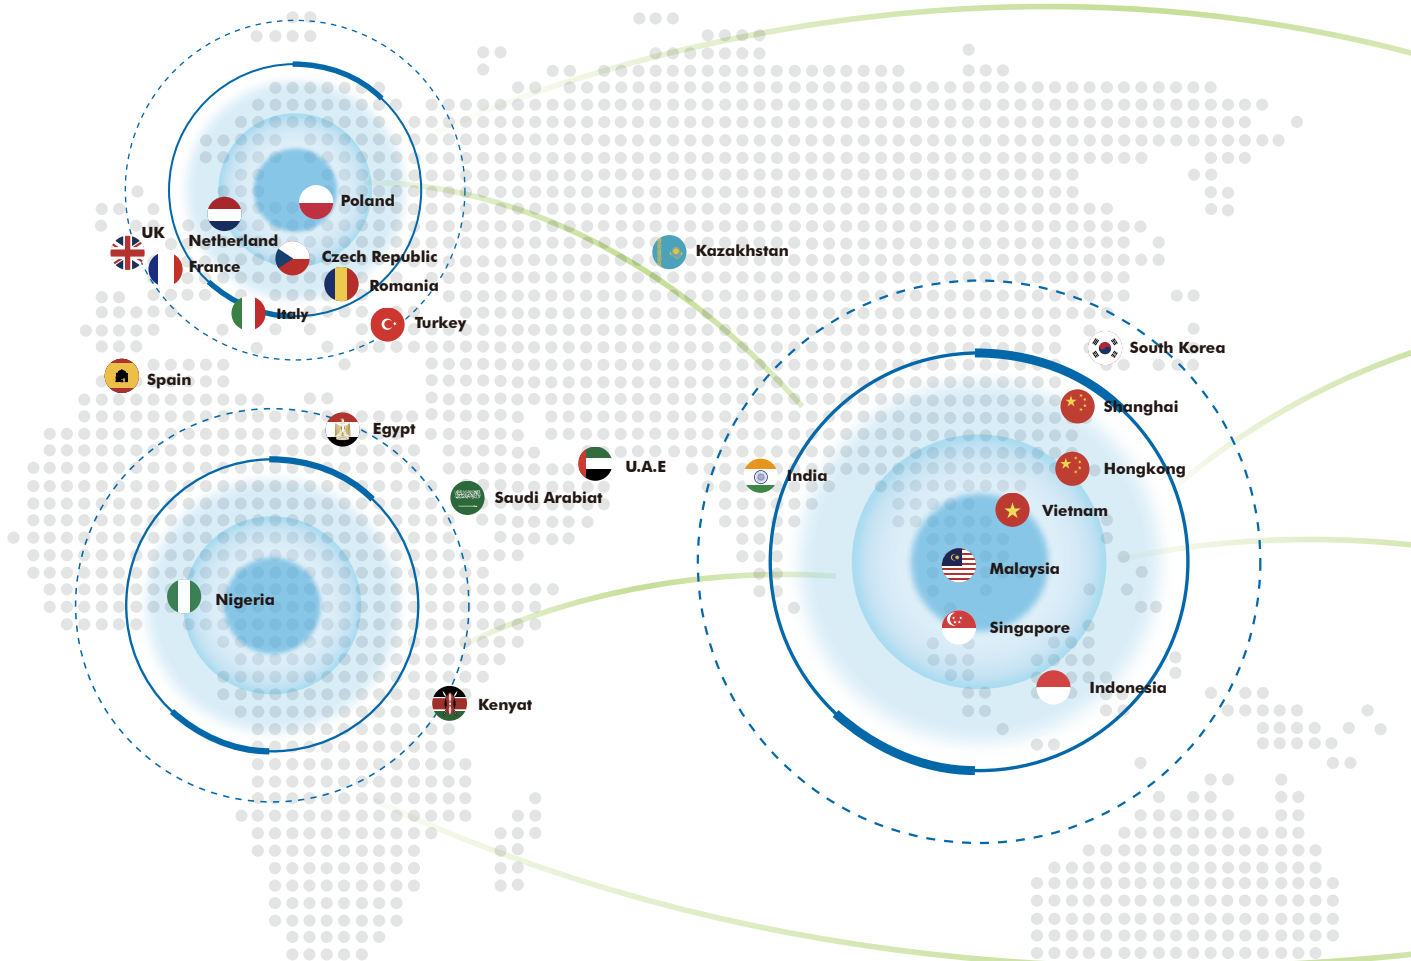 Poland
UK
Netherland
Czech Republic
France
Romania
Italy
Turkey
Spain
Kazakhstan
South Korea
Shanghai
Egypt
U.A.E
India
Hongkong
Saudi Arabiat
Vietnam
Malaysia
Nigeria
Singapore
Indonesia
Kenyat